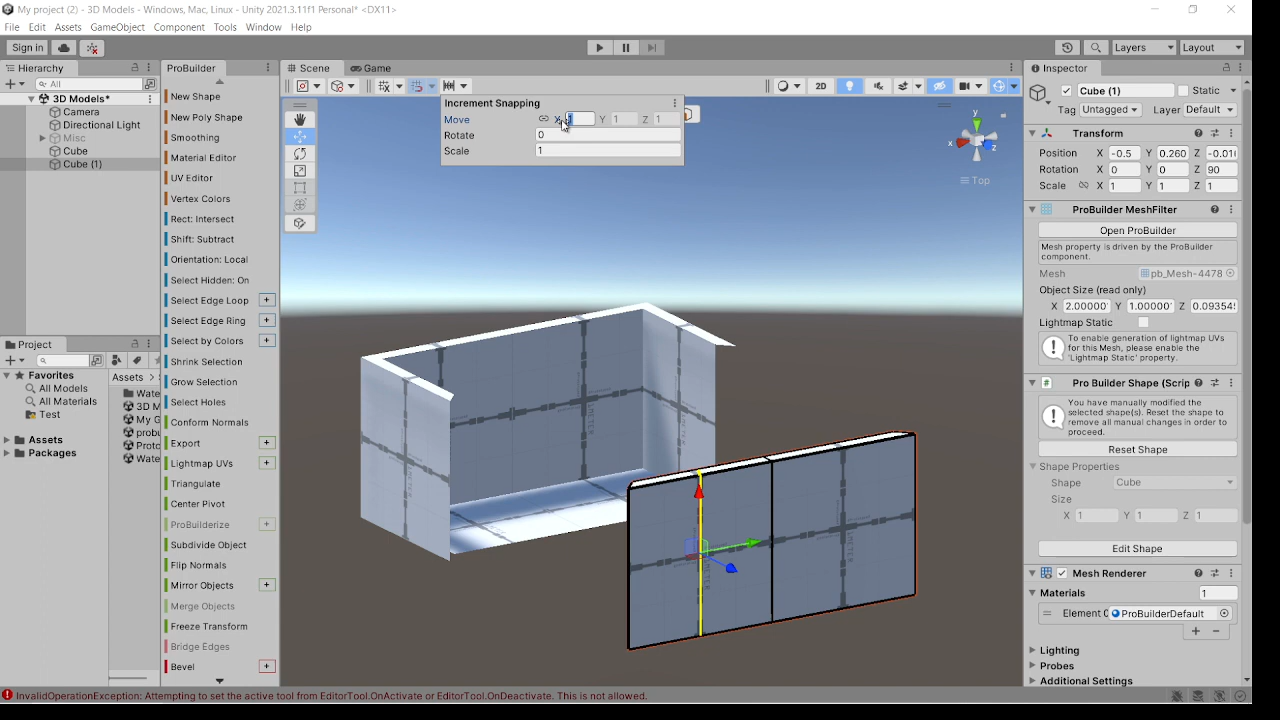 My project (2) - 3D Models - Windows, Mac, Linux - Unity 2021.3.11f1 Personal* <DX11>
File Edit Assets GameObject Component Tools Window Help
Sign in Layers Layout
Hierarchy ProBuilder Scene Game Inspector
All
3D Models*
Camera
Directional Light
Misc
Cube
Cube (1)
Project
Favorites
All Models
All Materials
Test
Assets
Packages
Assets >
Wate
3D M
My G
probu
Proto
Wate
New Shape
New Poly Shape
Smoothing
Material Editor
UV Editor
Vertex Colors
Rect: Intersect
Shift: Subtract
Orientation: Local
Select Hidden: On
Select Edge Loop +
Select Edge Ring +
Select by Colors +
Shrink Selection
Grow Selection
Select Holes
Conform Normals
Export +
Lightmap UVs +
Triangulate
Center Pivot
ProBuilderize +
Subdivide Object
Flip Normals
Mirror Objects +
Merge Objects
Freeze Transform
Bridge Edges
Bevel +
2D
Increment Snapping
Move X 1 Y 1 Z 1
Rotate 0
Scale 1
y
x
z
Top
METER
METER
Cube (1) Static
Tag Untagged Layer Default
Transform
Position X -0.5 Y 0.260 Z -0.01(
Rotation X 0 Y 0 Z 90
Scale X 1 Y 1 Z 1
ProBuilder MeshFilter
Open ProBuilder
Mesh property is driven by the ProBuilder
component.
Mesh pb_Mesh-4478
Object Size (read only)
X 2.00000 Y 1.00000 Z 0.09354
Lightmap Static
To enable generation of lightmap UVs
for this Mesh, please enable the
'Lightmap Static' property.
Pro Builder Shape (Scrip
You have manually modified the
selected shape(s). Reset the shape to
remove all manual changes in order to
proceed.
Reset Shape
Shape Properties
Shape Cube
Size
X 1 Y 1 Z 1
Edit Shape
Mesh Renderer
Materials 1
Element ProBuilderDefault
+ −
Lighting
Probes
Additional Settings
InvalidOperationException: Attempting to set the active tool from EditorTool.OnActivate or EditorTool.OnDeactivate. This is not allowed.